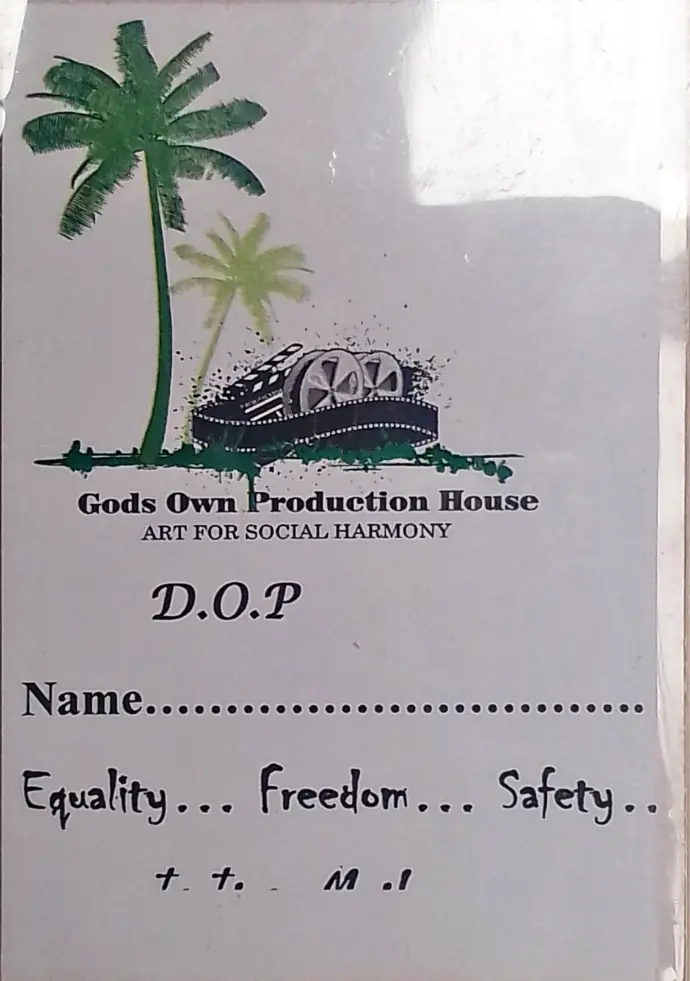 Gods Own Production House
ART FOR SOCIAL HARMONY
D.O.P
Name...............................
Equality... Freedom... Safety..